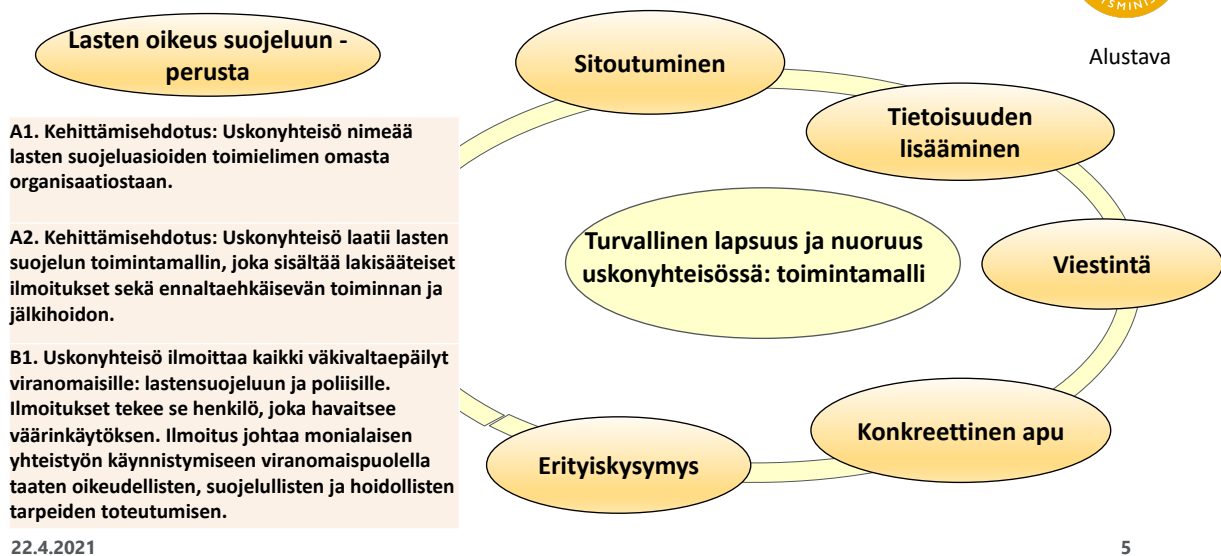 Lasten oikeus suojeluun -
perusta
A1. Kehittämisehdotus: Uskonyhteisö nimeää
lasten suojeluasioiden toimielimen omasta
organisaatiostaan.
A2. Kehittämisehdotus: Uskonyhteisö laatii lasten
suojelun toimintamallin, joka sisältää lakisääteiset
ilmoitukset sekä ennaltaehkäisevän toiminnan ja
jälkihoidon.
B1. Uskonyhteisö ilmoittaa kaikki väkivaltaepäilyt
viranomaisille: lastensuojeluun ja poliisille.
Ilmoitukset tekee se henkilö, joka havaitsee
väärinkäytöksen. Ilmoitus johtaa monialaisen
yhteistyön käynnistymiseen viranomaispuolella
taaten oikeudellisten, suojelullisten ja hoidollisten
tarpeiden toteutumisen.
Sitoutuminen
Alustava
Tietoisuuden
lisääminen
Turvallinen lapsuus ja nuoruus
uskonyhteisössä: toimintamalli
Viestintä
Konkreettinen apu
Erityiskysymys
22.4.2021
5